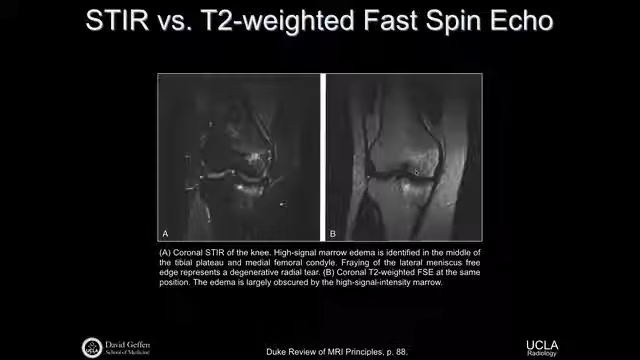 STIR vs. T2-weighted Fast Spin Echo
A
B
(A) Coronal STIR of the knee. High-signal marrow edema is identified in the middle of
the tibial plateau and medial femoral condyle. Fraying of the lateral meniscus free
edge represents a degenerative radial tear. (B) Coronal T2-weighted FSE at the same
position. The edema is largely obscured by the high-signal-intensity marrow.
UCLA
David Geffen
School of Medicine
Duke Review of MRI Principles, p. 88.
UCLA
Radiology